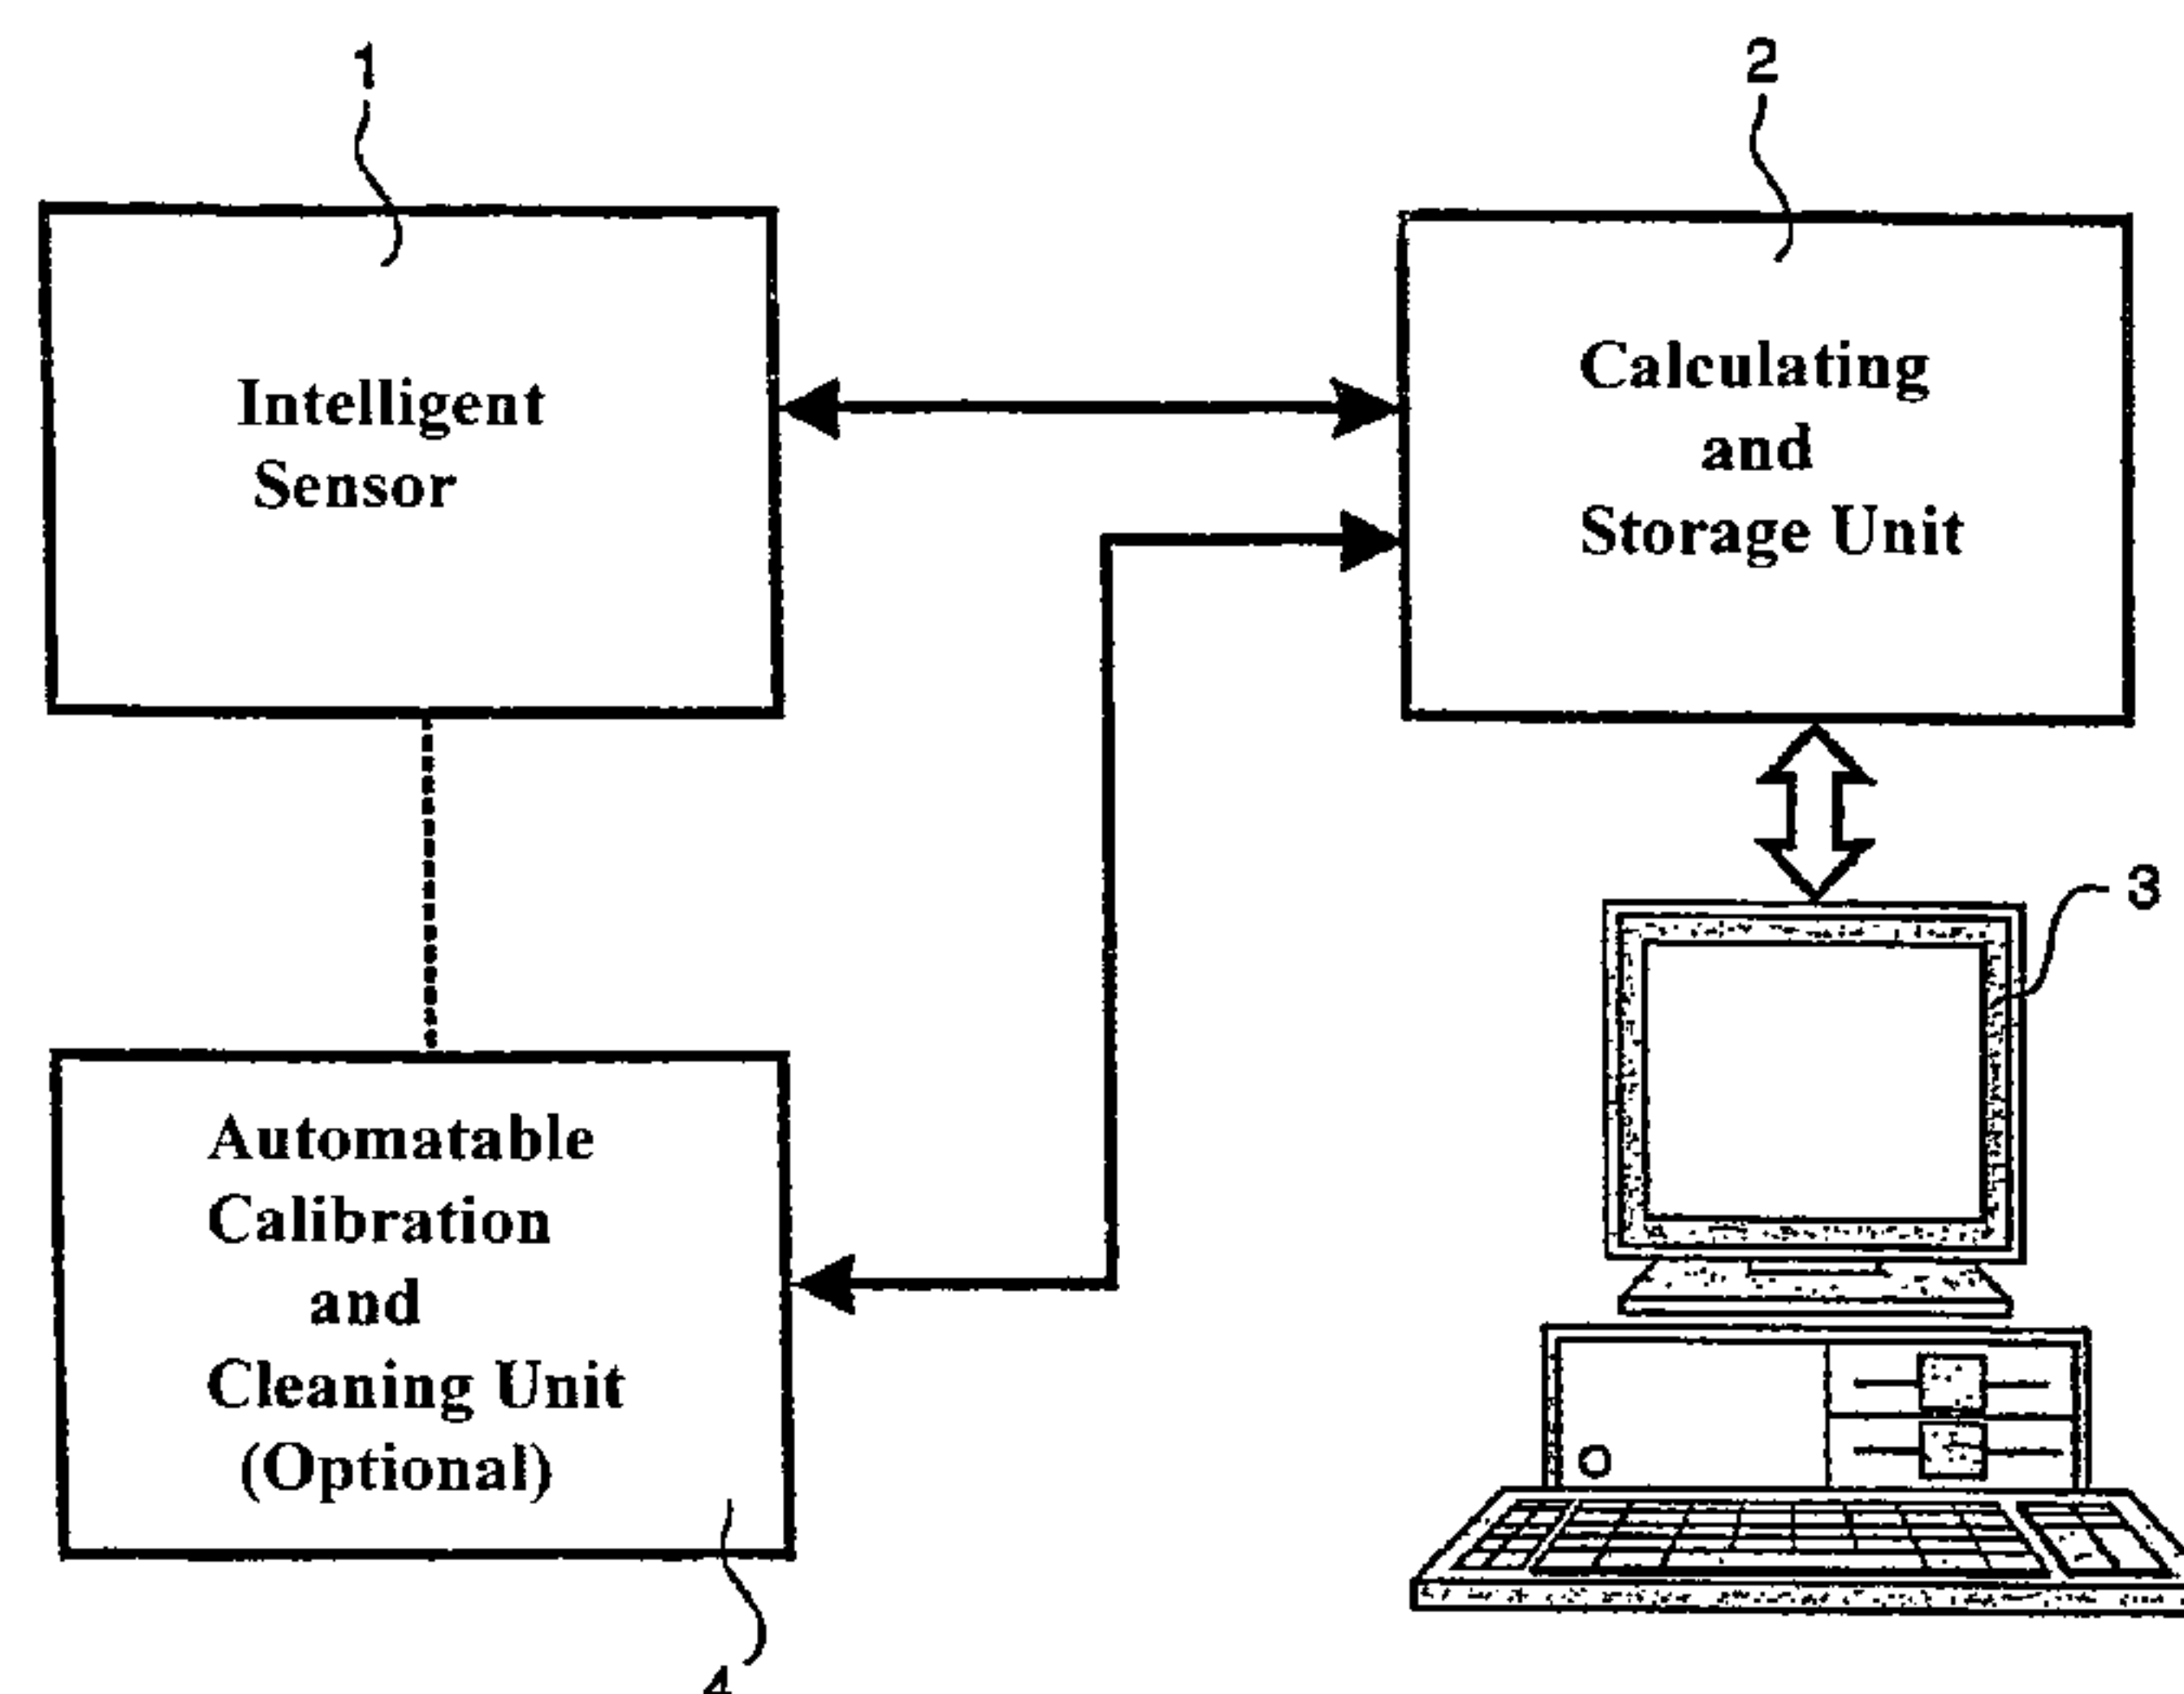 1
2
Intelligent
Sensor
Calculating
and
Storage Unit
3
Automatable
Calibration
and
Cleaning Unit
(Optional)
4